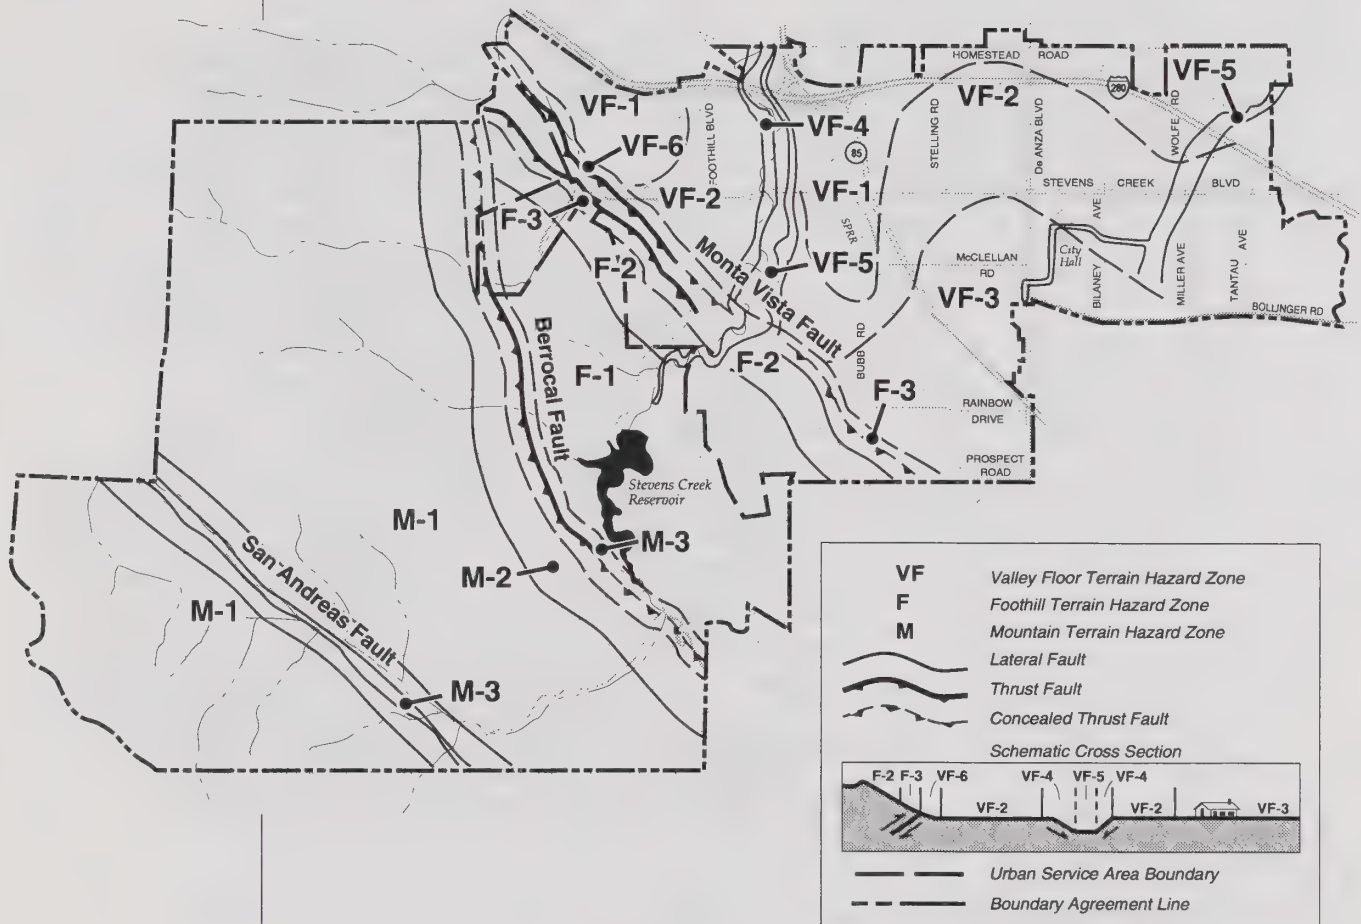 HOMESTEAD ROAD
280
VF-5
VF-1
VF-2
VF-4
VF-6
FOOTHILL BLVD
85
STELLING RD
De ANZA BLVD
WOLFE RD
VF-2
VF-1
STEVENS CREEK BLVD
F-3
SPRR
AVE
City
Hall
F-2
Monta Vista Fault
VF-5
McCLELLAN
RD
VF-3
BILANEY
MILLER AVE
TANTAU AVE
BOLLINGER RD
Berrocal Fault
F-1
F-2
BUBB RD
F-3
RAINBOW
DRIVE
PROSPECT
ROAD
Stevens Creek
Reservoir
M-1
M-3
M-2
San Andreas Fault
M-1
M-3
VF Valley Floor Terrain Hazard Zone
F Foothill Terrain Hazard Zone
M Mountain Terrain Hazard Zone
Lateral Fault
Thrust Fault
Concealed Thrust Fault
Schematic Cross Section
F-2 F-3 VF-6 VF-4 VF-5 VF-4
VF-2 VF-2 VF-3
Urban Service Area Boundary
Boundary Agreement Line